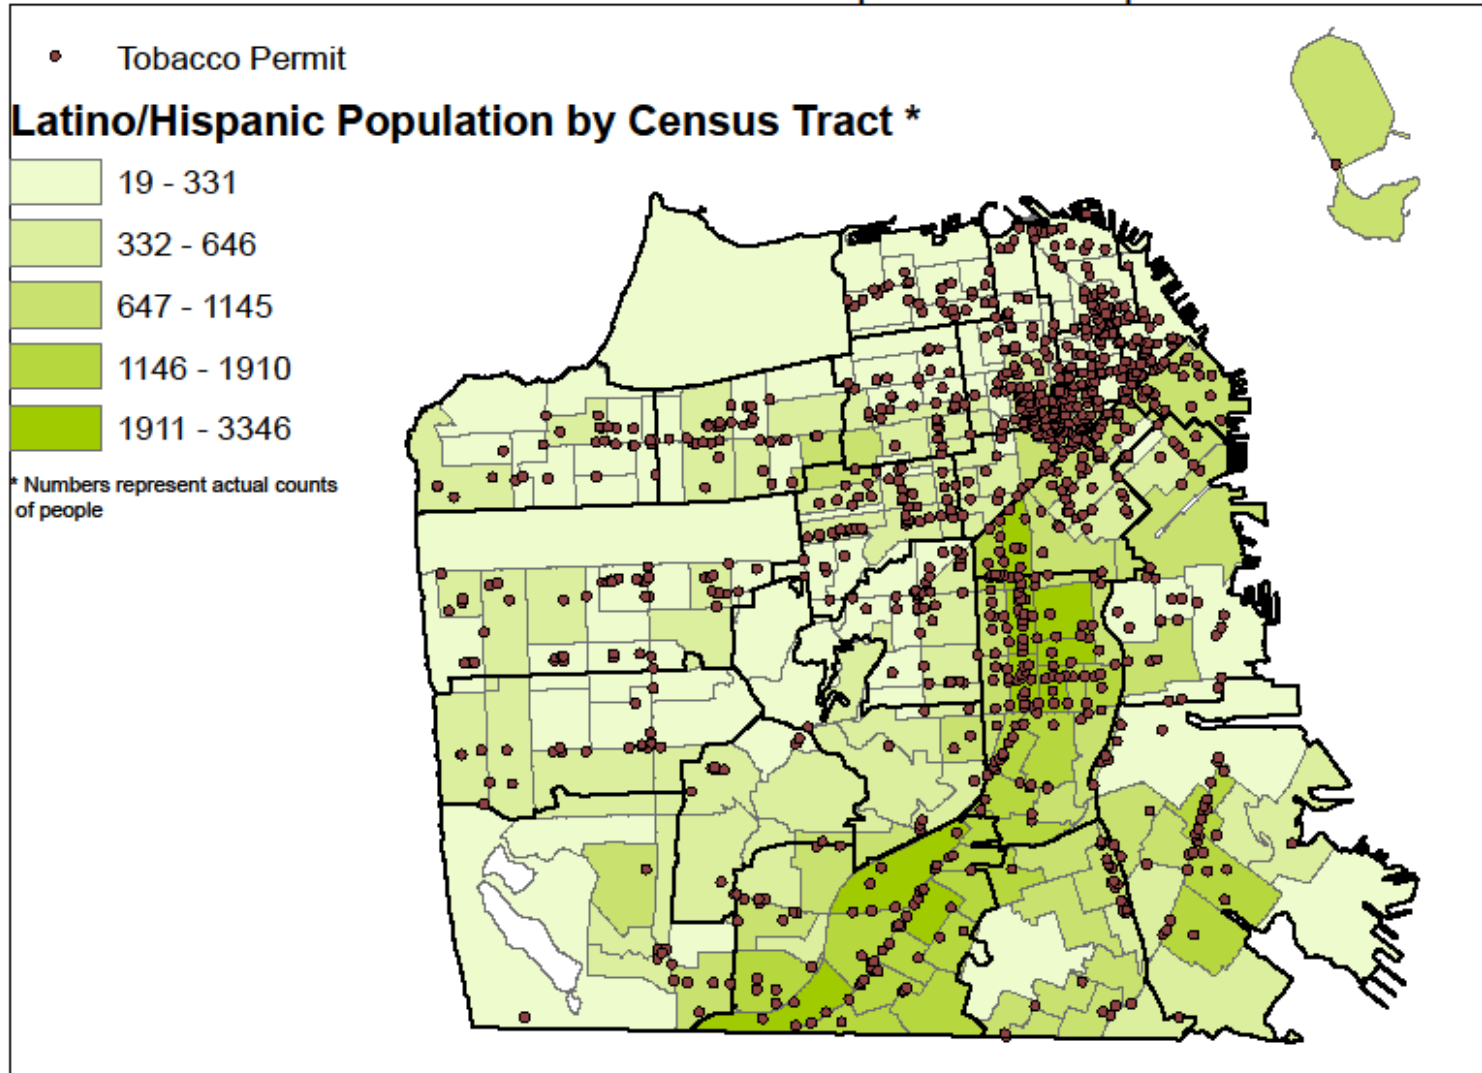 Tobacco Permit
Latino/Hispanic Population by Census Tract *
19 - 331
332 - 646
647 - 1145
1146 - 1910
1911 - 3346
* Numbers represent actual counts
of people